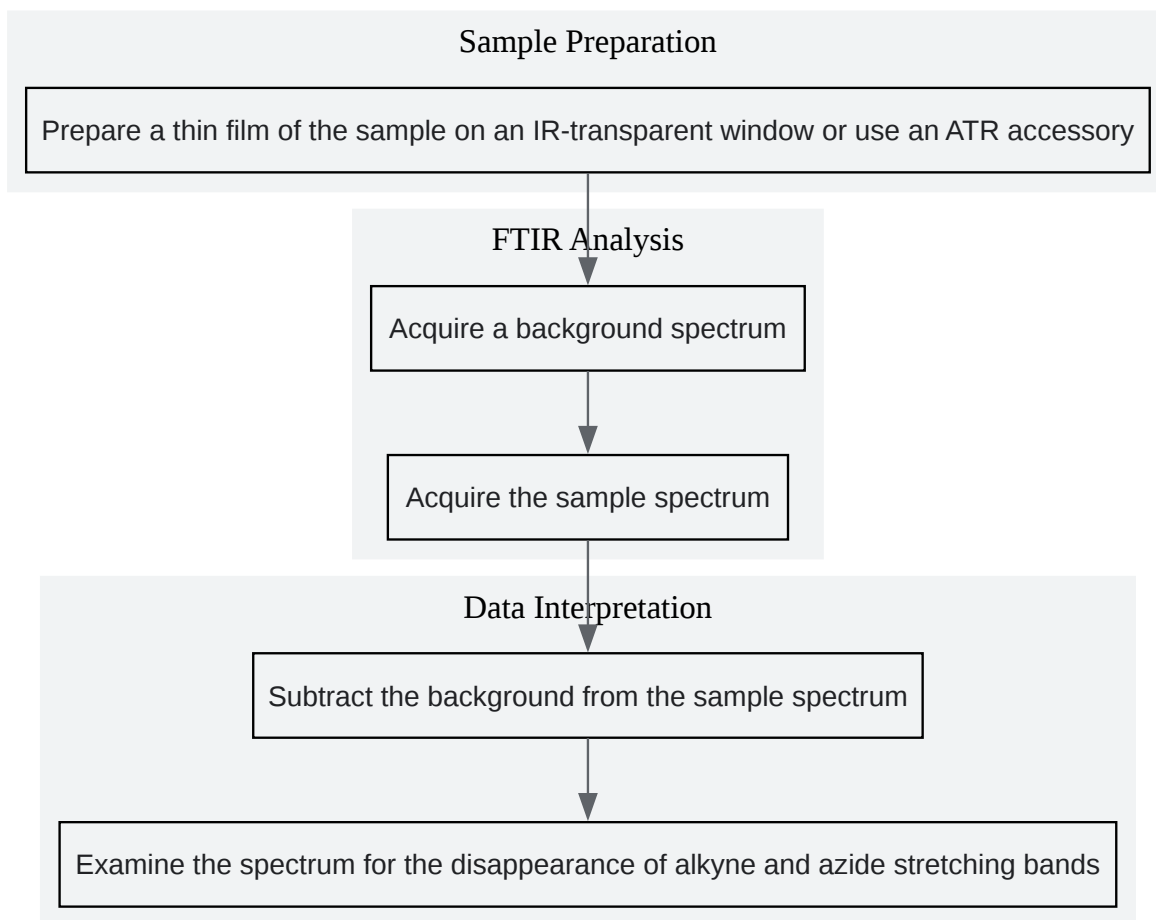 Sample Preparation
Prepare a thin film of the sample on an IR-transparent window or use an ATR accessory
FTIR Analysis
Acquire a background spectrum
Acquire the sample spectrum
Data Interpretation
Subtract the background from the sample spectrum
Examine the spectrum for the disappearance of alkyne and azide stretching bands